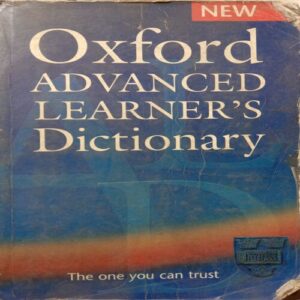 NEW
Oxford
ADVANCED
LEARNER'S
Dictionary
The one you can trust